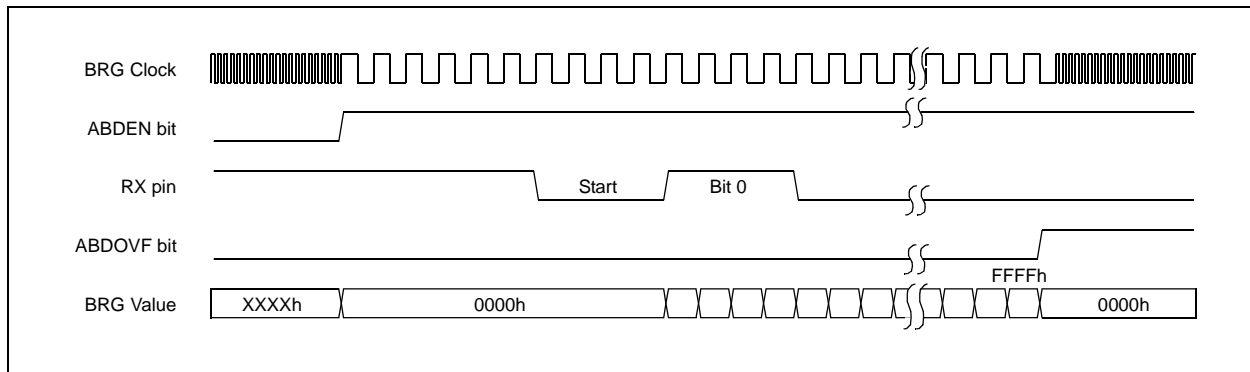 BRG Clock
ABDEN bit
RX pin
Start
Bit 0
ABDOVF bit
FFFFh
BRG Value
XXXXh
0000h
0000h